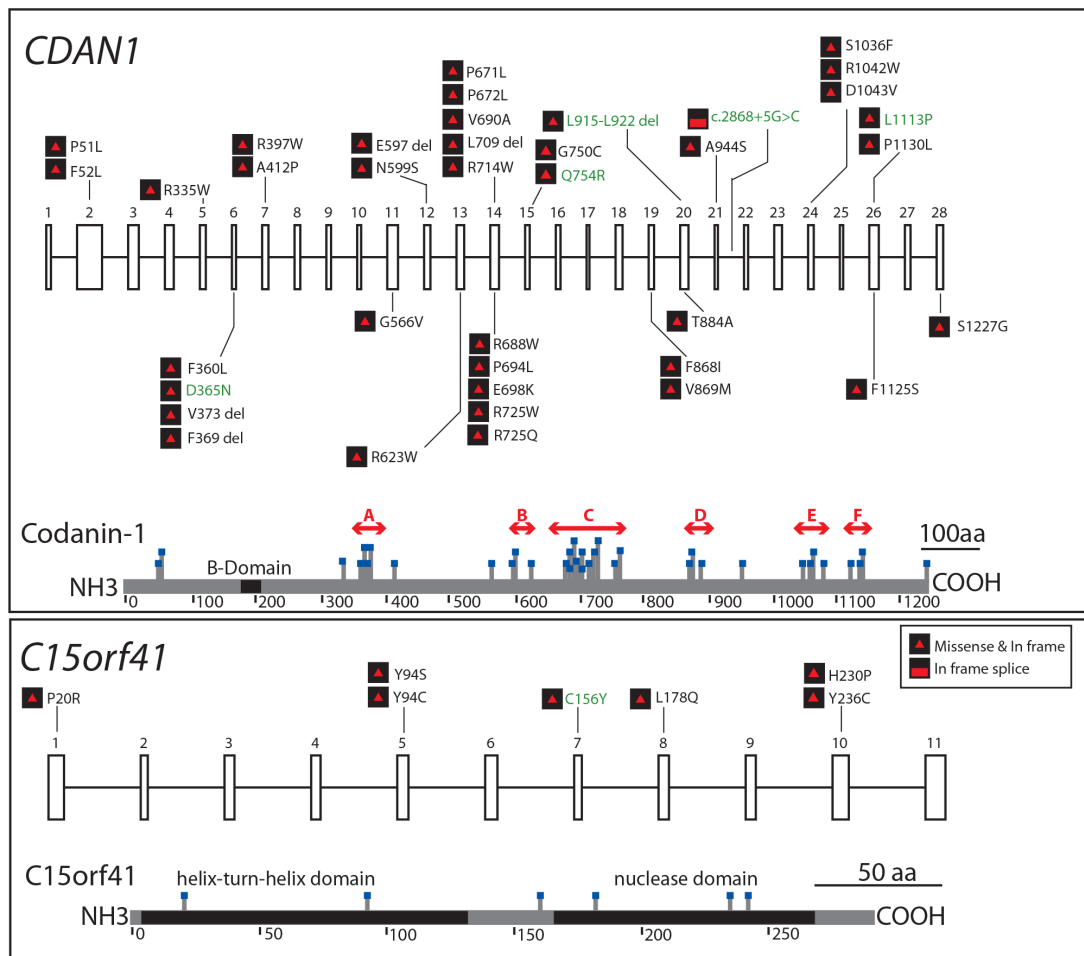 CDAN1
P51L
F52L
R335W
R397W
A412P
E597 del
N599S
P671L
P672L
V690A
L709 del
R714W
L915-L922 del
G750C
Q754R
c.2868+5G>C
A944S
S1036F
R1042W
D1043V
L1113P
P1130L
1 2 3 4 5 6 7 8 9 10 11 12 13 14 15 16 17 18 19 20 21 22 23 24 25 26 27 28
F360L
D365N
V373 del
F369 del
G566V
R623W
R688W
P694L
E698K
R725W
R725Q
T884A
F868I
V869M
F1125S
S1227G
A B C D E F
Codanin-1
100aa
B-Domain
NH3
COOH
0 100 200 300 400 500 600 700 800 900 1000 1100 1200
C15orf41
Missense & In frame
In frame splice
P20R
Y94S
Y94C
C156Y
L178Q
H230P
Y236C
1 2 3 4 5 6 7 8 9 10 11
C15orf41
helix-turn-helix domain
nuclease domain
50 aa
NH3
COOH
0 50 100 150 200 250